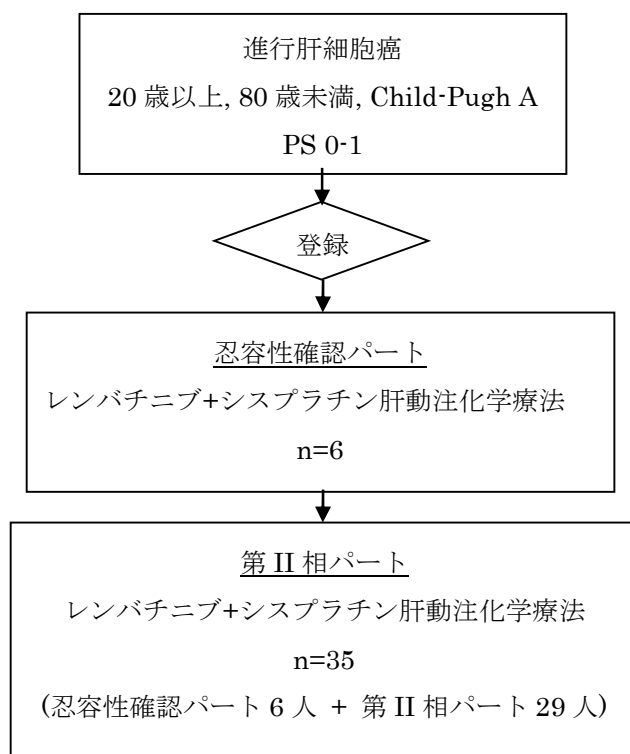 進行肝細胞癌
20 歳以上, 80 歳未満, Child-Pugh A
PS 0-1
登録
忍容性確認パート
レンバチニブ+シスプラチン肝動注化学療法
n=6
第 II 相パート
レンバチニブ+シスプラチン肝動注化学療法
n=35
(忍容性確認パート 6 人 + 第 II 相パート 29 人)